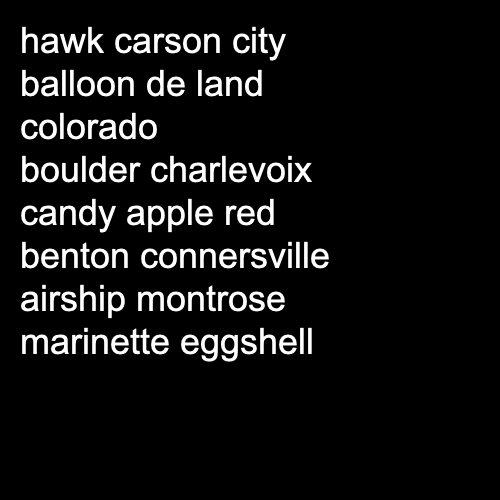 hawk carson city
balloon de land
colorado
boulder charlevoix
candy apple red
benton connersville
airship montrose
marinette eggshell